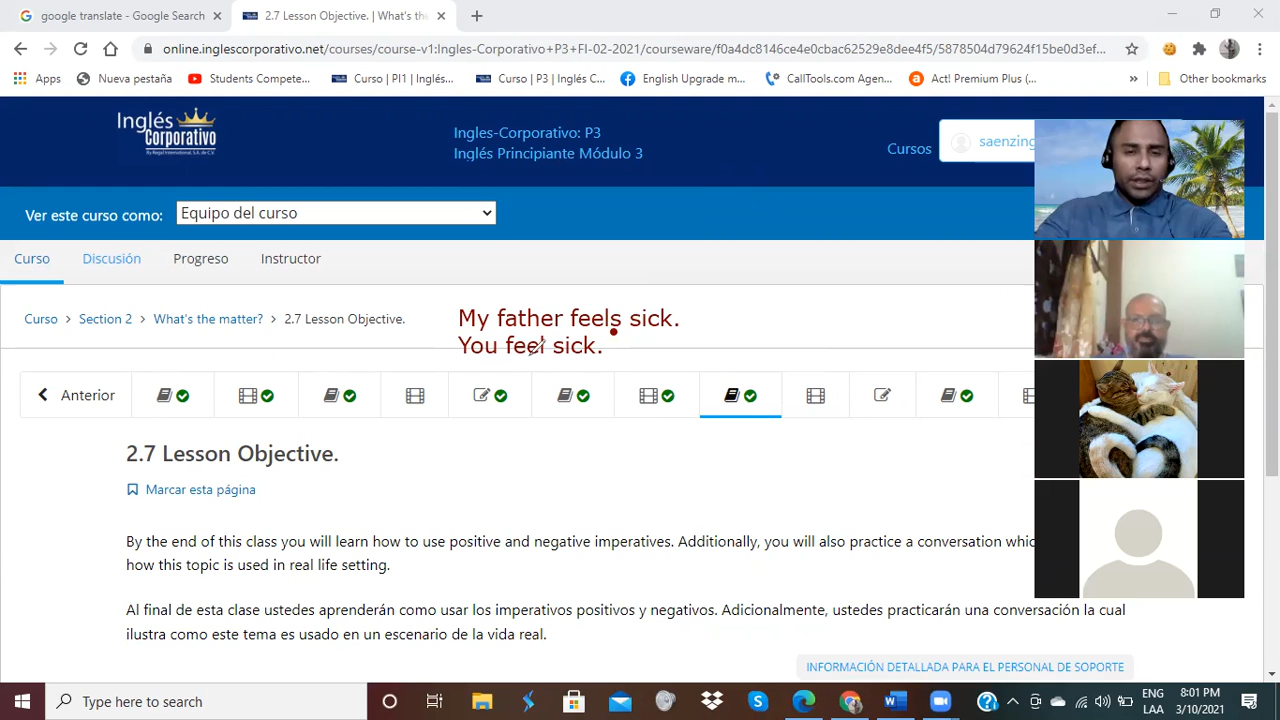 google translate - Google Search
2.7 Lesson Objective. | What's the
online.inglescorporativo.net/courses/course-v1:Ingles-Corporativo+P3+FI-02-2021/courseware/f0a4dc8146ce4e0cbac62529e8dee4f5/5878504d79624f15be0d3ef...
Apps
Nueva pestaña
Students Compete...
Curso | PI1 | Inglés...
Curso | P3 | Inglés C...
English Upgrade m...
CallTools.com Agen...
Act! Premium Plus (...
»
Other bookmarks
Inglés
Corporativo
By Regal International, S.A. de C.V.
Ingles-Corporativo: P3
Inglés Principiante Módulo 3
Cursos
saenzing
Ver este curso como:
Equipo del curso
Curso
Discusión
Progreso
Instructor
Curso > Section 2 > What's the matter? > 2.7 Lesson Objective.
My father feels sick.
You feel sick.
Anterior
2.7 Lesson Objective.
Marcar esta página
By the end of this class you will learn how to use positive and negative imperatives. Additionally, you will also practice a conversation whic
how this topic is used in real life setting.
Al final de esta clase ustedes aprenderán como usar los imperativos positivos y negativos. Adicionalmente, ustedes practicarán una conversación la cual
ilustra como este tema es usado en un escenario de la vida real.
INFORMACIÓN DETALLADA PARA EL PERSONAL DE SOPORTE
Type here to search
ENG
LAA
8:01 PM
3/10/2021